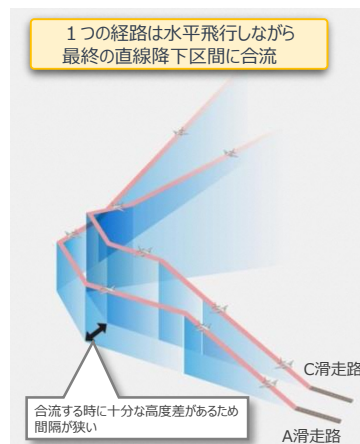 １つの経路は水平飛行しながら
最終の直線降下区間に合流
C滑走路
合流する時に十分な高度差があるため
間隔が狭い
A滑走路